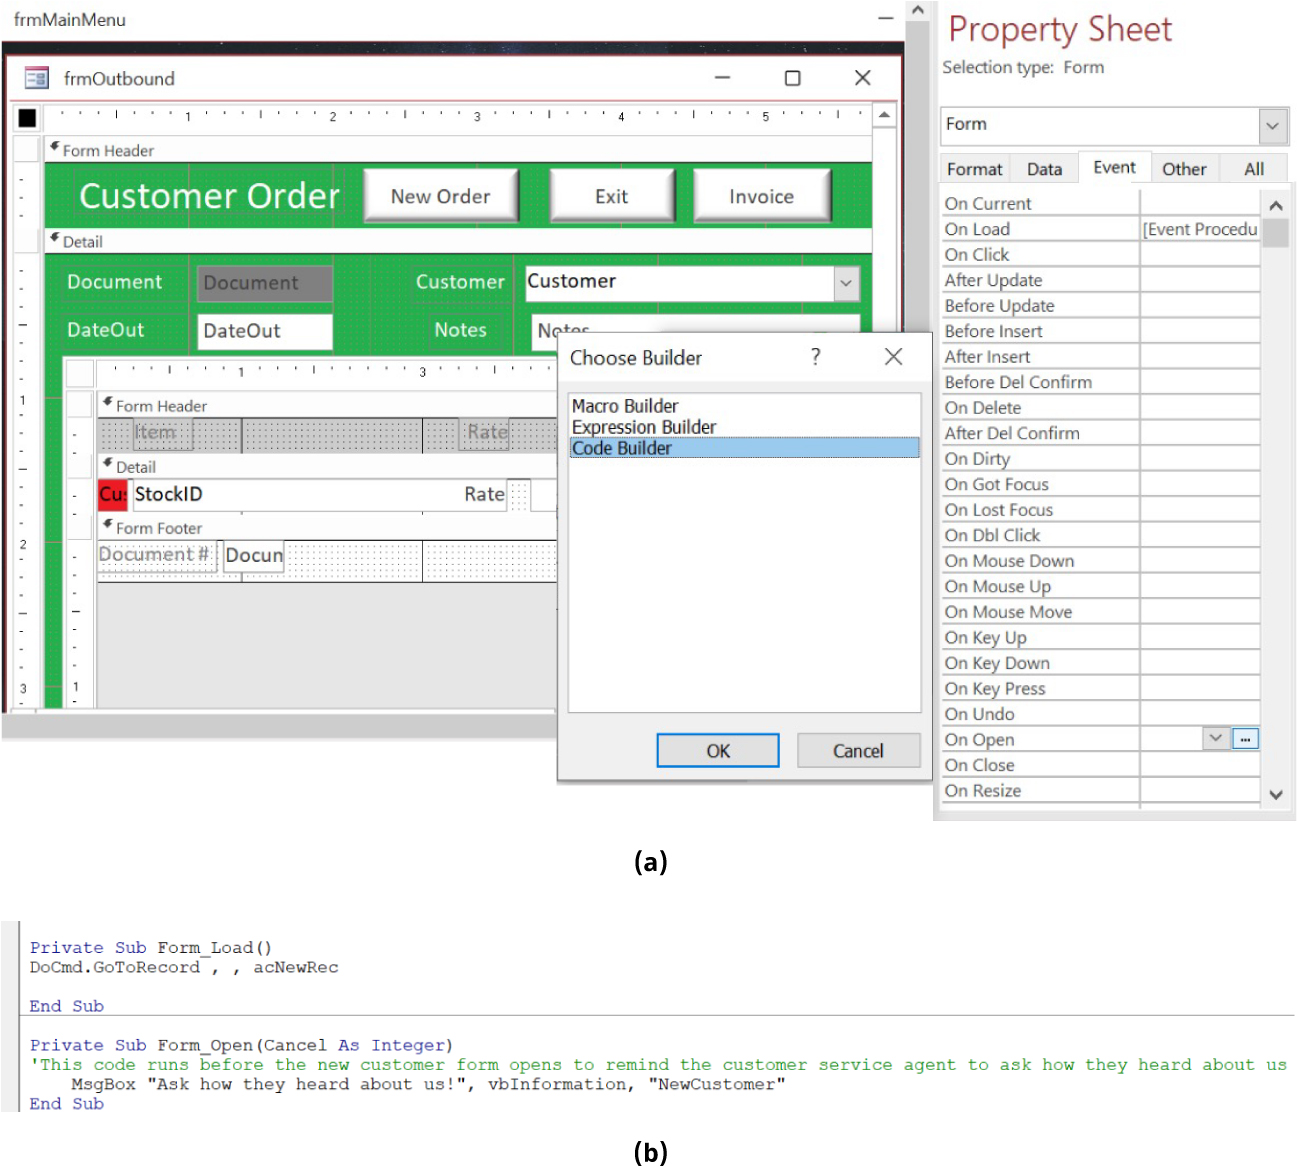 frmMainMenu
frmOutbound
1 2 3 4 5
Form Header
Customer Order New Order Exit Invoice
Detail
Document Document Customer Customer
DateOut DateOut Notes Notes
1 3
1
Form Header
Item Rate
Detail
Cu StockID Rate
Form Footer
2
Document # Docun
3 1
Choose Builder ?
Macro Builder
Expression Builder
Code Builder
OK Cancel
Property Sheet
Selection type: Form
Form
Format Data Event Other All
On Current
On Load [Event Procedu
On Click
After Update
Before Update
Before Insert
After Insert
Before Del Confirm
On Delete
After Del Confirm
On Dirty
On Got Focus
On Lost Focus
On Dbl Click
On Mouse Down
On Mouse Up
On Mouse Move
On Key Up
On Key Down
On Key Press
On Undo
On Open ...
On Close
On Resize
(a)
Private Sub Form_Load()
DoCmd.GoToRecord , , acNewRec
End Sub
Private Sub Form_Open(Cancel As Integer)
'This code runs before the new customer form opens to remind the customer service agent to ask how they heard about us
MsgBox "Ask how they heard about us!", vbInformation, "NewCustomer"
End Sub
(b)